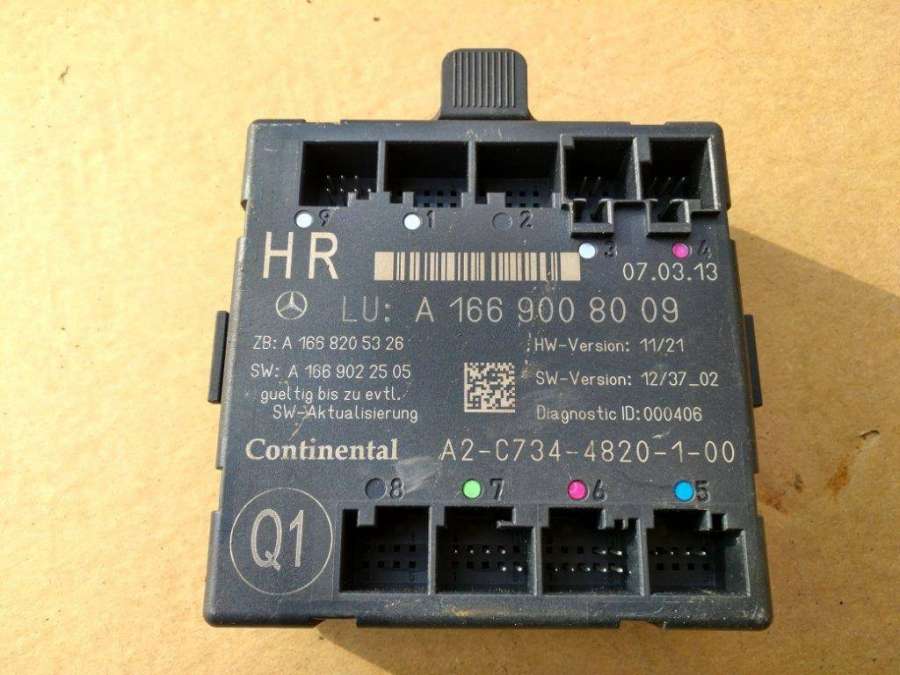 9 1 2
3 4
HR
07.03.13
LU: A 166 900 80 09
ZB: A 166 820 53 26
HW-Version: 11/21
SW: A 166 902 25 05
SW-Version: 12/37_02
gueltig bis zu evtl.
SW-Aktualisierung
Diagnostic ID: 000406
Continental A2-C734-4820-1-00
8 7 6 5
Q1